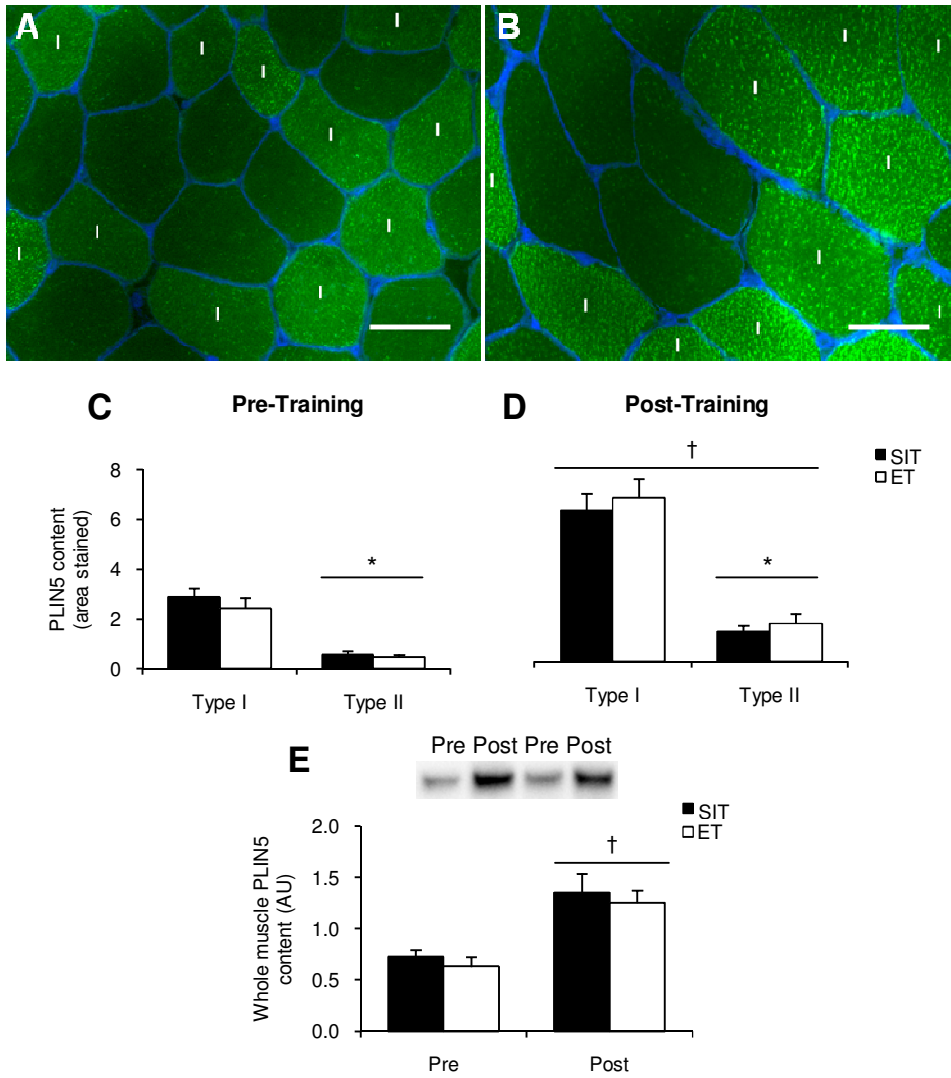 A
B
I I I I I I I I I I I I
I I I I I I I I I I
C
Pre-Training
D
Post-Training
†
SIT
ET
PLIN5 content
(area stained)
8
6
4
2
0
*
*
Type I
Type II
Type I
Type II
E
Pre Post Pre Post
SIT
ET
Whole muscle PLIN5
content (AU)
2.0
1.5
1.0
0.5
0.0
†
Pre
Post